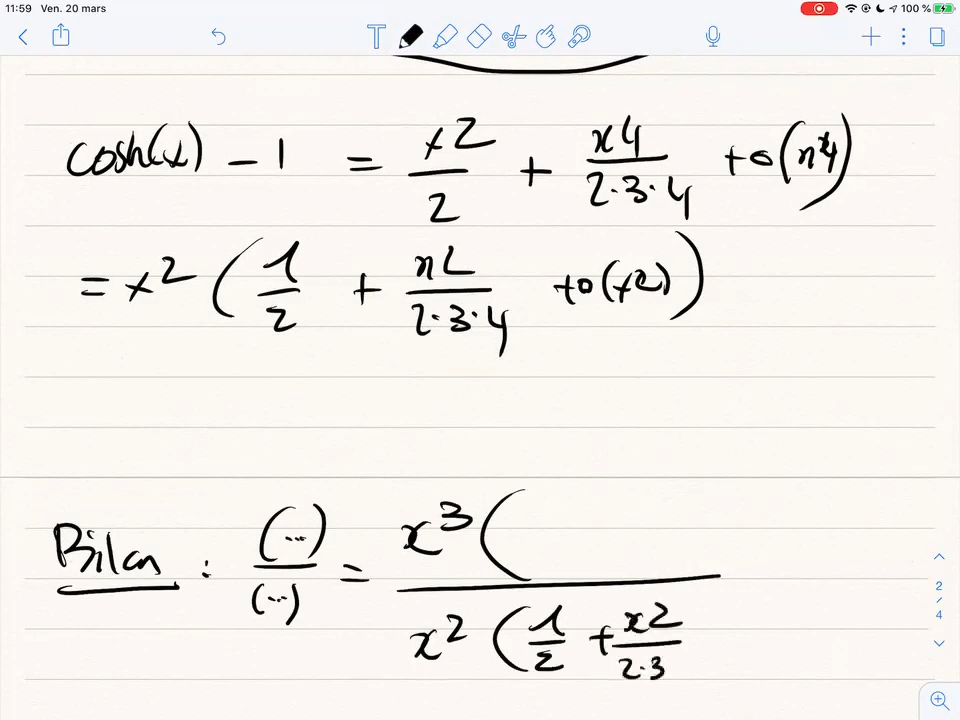 11:59 Ven. 20 mars 100 %
T
cosh(x) - 1 = x2/2 + x4/(2·3·4) + o(x4)
= x2 ( 1/2 + x2/(2·3·4) + o(x2) )
Bilan : (...)/(...) = x3 ( / x2 ( 1/2 + x2/(2·3
2 / 4